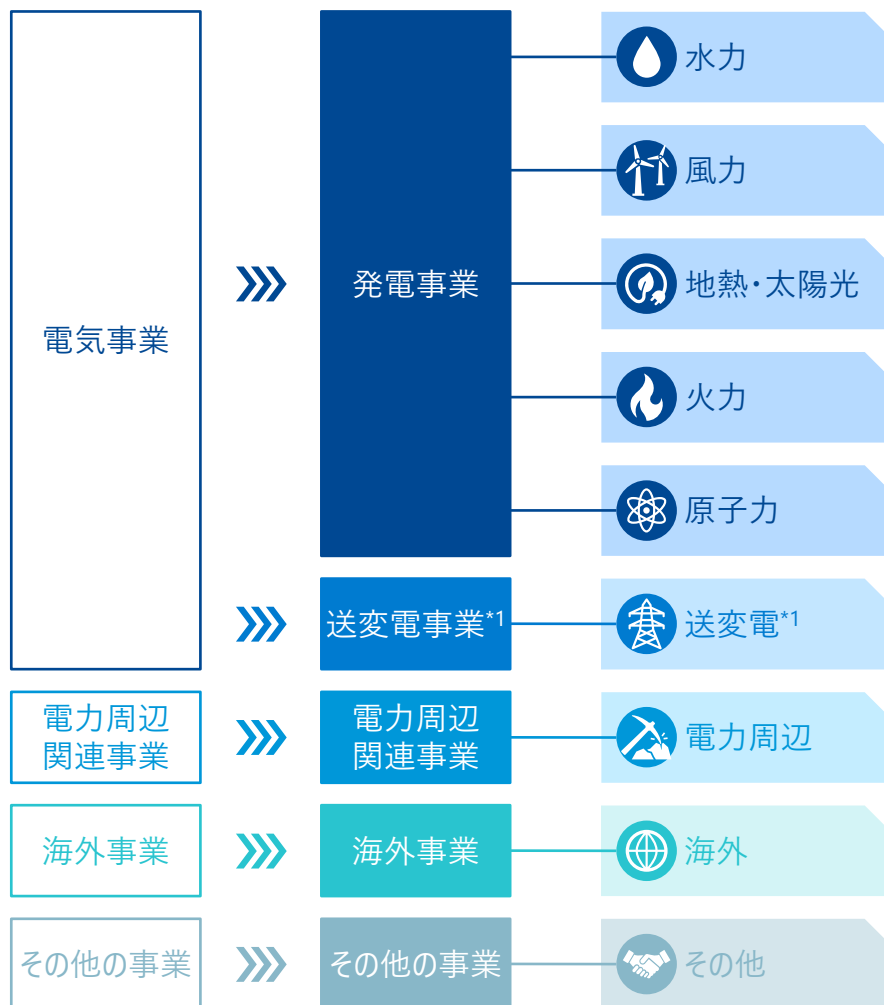 電気事業
発電事業
水力
風力
地熱・太陽光
火力
原子力
送変電事業*1
送変電*1
電力周辺
関連事業
電力周辺
関連事業
電力周辺
海外事業
海外事業
海外
その他の事業
その他の事業
その他